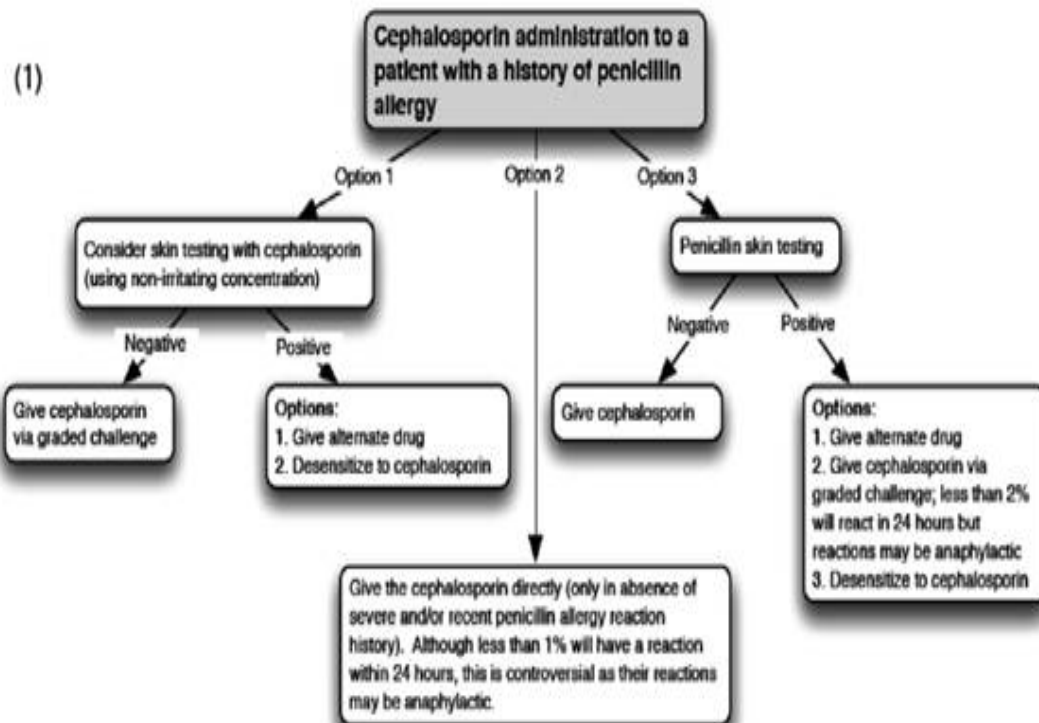 (1)
Cephalosporin administration to a
patient with a history of penicillin
allergy
Option 1
Option 2
Option 3
Consider skin testing with cephalosporin
(using non-irritating concentration)
Penicillin skin testing
Negative
Positive
Negative
Positive
Give cephalosporin
via graded challenge
Options:
1. Give alternate drug
2. Desensitize to cephalosporin
Give cephalosporin
Options:
1. Give alternate drug
2. Give cephalosporin via
graded challenge; less than 2%
will react in 24 hours but
reactions may be anaphylactic
3. Desensitize to cephalosporin
Give the cephalosporin directly (only in absence of
severe and/or recent penicillin allergy reaction
history). Although less than 1% will have a reaction
within 24 hours, this is controversial as their reactions
may be anaphylactic.